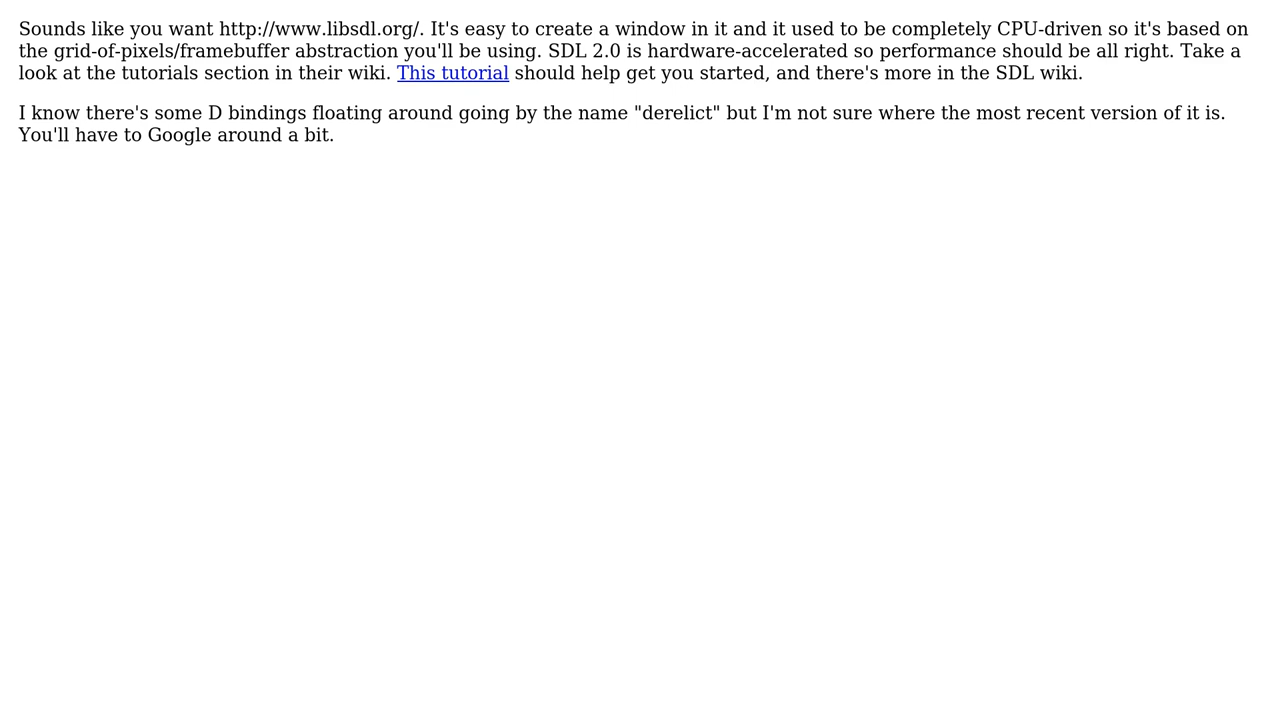 Sounds like you want http://www.libsdl.org/. It's easy to create a window in it and it used to be completely CPU-driven so it's based on
the grid-of-pixels/framebuffer abstraction you'll be using. SDL 2.0 is hardware-accelerated so performance should be all right. Take a
look at the tutorials section in their wiki. This tutorial should help get you started, and there's more in the SDL wiki.
I know there's some D bindings floating around going by the name "derelict" but I'm not sure where the most recent version of it is.
You'll have to Google around a bit.